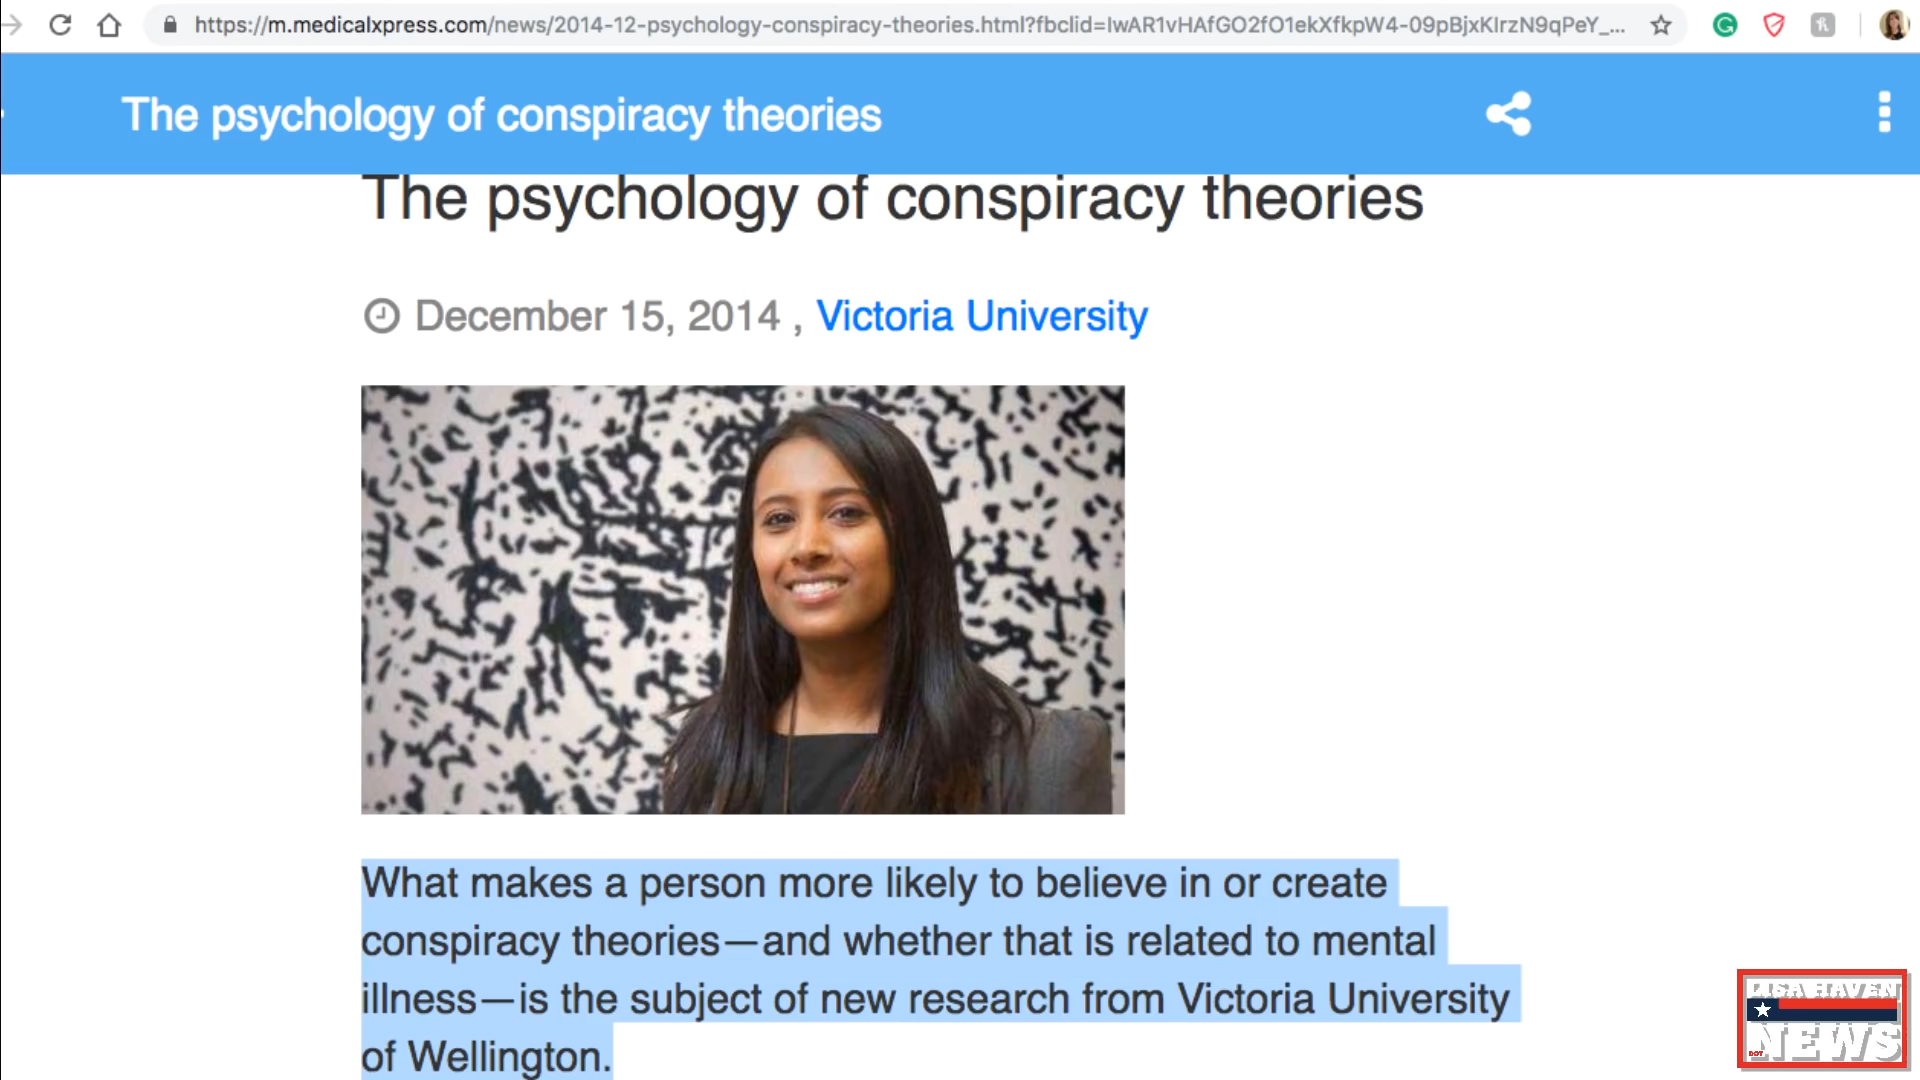 https://m.medicalxpress.com/news/2014-12-psychology-conspiracy-theories.html?fbclid=IwAR1vHAfGO2fO1ekXfkpW4-09pBjxKIrzN9qPeY_...
The psychology of conspiracy theories
The psychology of conspiracy theories
December 15, 2014 , Victoria University
What makes a person more likely to believe in or create
conspiracy theories—and whether that is related to mental
illness—is the subject of new research from Victoria University
of Wellington.
LISA HAVEN
DOT NEWS